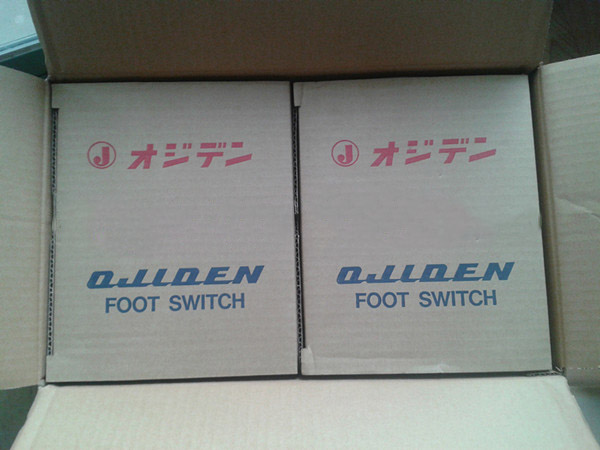 J オジデン
OJIDEN
FOOT SWITCH
J オジデン
OJIDEN
FOOT SWITCH